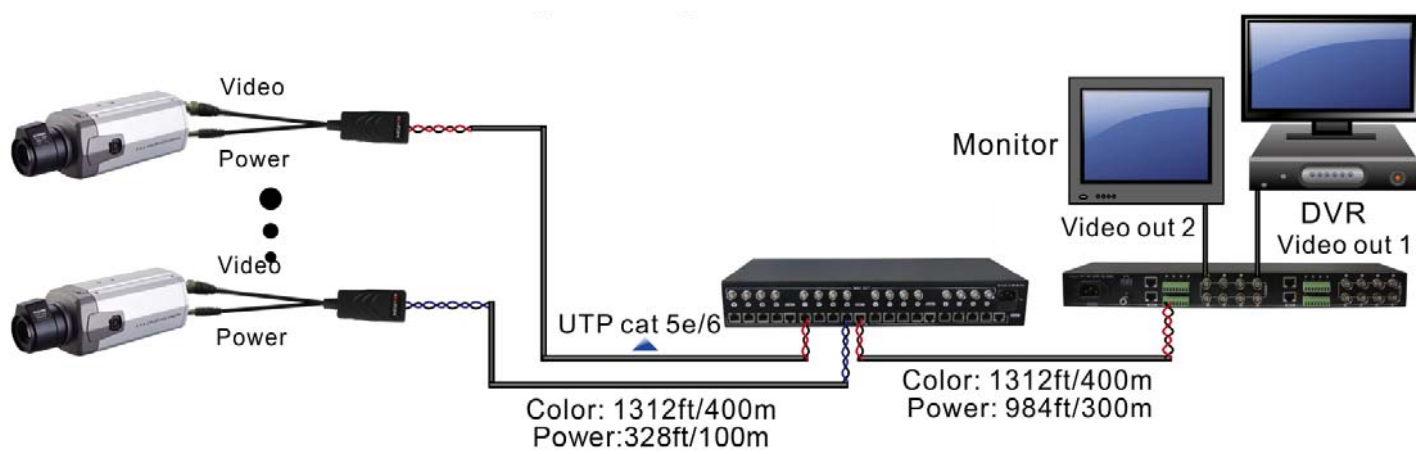 Video
Power
Video
Power
UTP cat 5e/6
Color: 1312ft/400m
Power:328ft/100m
Color: 1312ft/400m
Power: 984ft/300m
Monitor
Video out 2
DVR
Video out 1